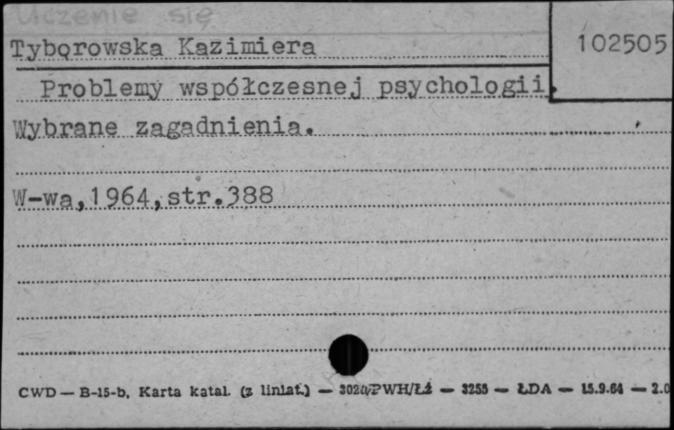 Uczenie się
Tyborowska Kazimiera
102505
Problemy współczesnej psychologii.
Wybrane zagadnienia.
W-wa,1964,str.388
CWD — B-15-b, Karta katal. (z liniat.) — 3020/PWH/Łź — 3255 — ŁDA — 15.9.64 — 2.0